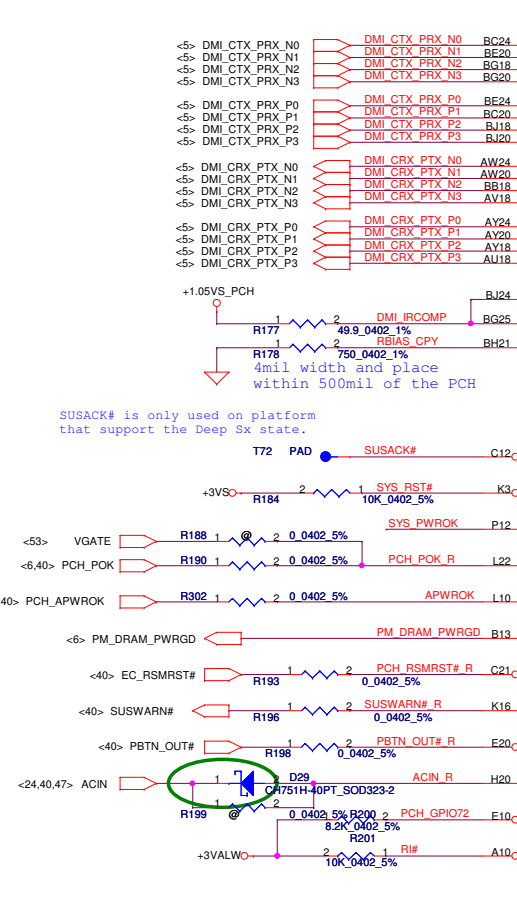 <5> DMI_CTX_PRX_N0 DMI_CTX_PRX_N0 BC24
<5> DMI_CTX_PRX_N1 DMI_CTX_PRX_N1 BE20
<5> DMI_CTX_PRX_N2 DMI_CTX_PRX_N2 BG18
<5> DMI_CTX_PRX_N3 DMI_CTX_PRX_N3 BG20
<5> DMI_CTX_PRX_P0 DMI_CTX_PRX_P0 BE24
<5> DMI_CTX_PRX_P1 DMI_CTX_PRX_P1 BC20
<5> DMI_CTX_PRX_P2 DMI_CTX_PRX_P2 BJ18
<5> DMI_CTX_PRX_P3 DMI_CTX_PRX_P3 BJ20
<5> DMI_CRX_PTX_N0 DMI_CRX_PTX_N0 AW24
<5> DMI_CRX_PTX_N1 DMI_CRX_PTX_N1 AW20
<5> DMI_CRX_PTX_N2 DMI_CRX_PTX_N2 BB18
<5> DMI_CRX_PTX_N3 DMI_CRX_PTX_N3 AV18
<5> DMI_CRX_PTX_P0 DMI_CRX_PTX_P0 AY24
<5> DMI_CRX_PTX_P1 DMI_CRX_PTX_P1 AY20
<5> DMI_CRX_PTX_P2 DMI_CRX_PTX_P2 AY18
<5> DMI_CRX_PTX_P3 DMI_CRX_PTX_P3 AU18
+1.05VS_PCH BJ24
1 2 DMI_IRCOMP BG25
R177 49.9_0402_1%
1 2 RBIAS_CPY BH21
R178 750_0402_1%
4mil width and place
within 500mil of the PCH
SUSACK# is only used on platform
that support the Deep Sx state.
T72 PAD SUSACK# C12
+3VS 2 1 SYS_RST# K3
R184 10K_0402_5%
SYS_PWROK P12
<53> VGATE R188 1 @ 2 0_0402_5%
<6,40> PCH_POK R190 1 2 0_0402_5% PCH_POK_R L22
40> PCH_APWROK R302 1 2 0_0402_5% APWROK L10
<6> PM_DRAM_PWRGD PM_DRAM_PWRGD B13
<40> EC_RSMRST# 1 2 PCH_RSMRST#_R C21
R193 0_0402_5%
<40> SUSWARN# 1 2 SUSWARN#_R K16
R196 0_0402_5%
<40> PBTN_OUT# 1 2 PBTN_OUT#_R E20
R198 0_0402_5%
<24,40,47> ACIN 1 2 D29 ACIN_R H20
CH751H-40PT_SOD323-2
R199 1 @ 2 0_0402_5% 1 R200 2 PCH_GPIO72 E10
8.2K_0402_5%
R201
+3VALW 2 1 RI# A10
10K_0402_5%